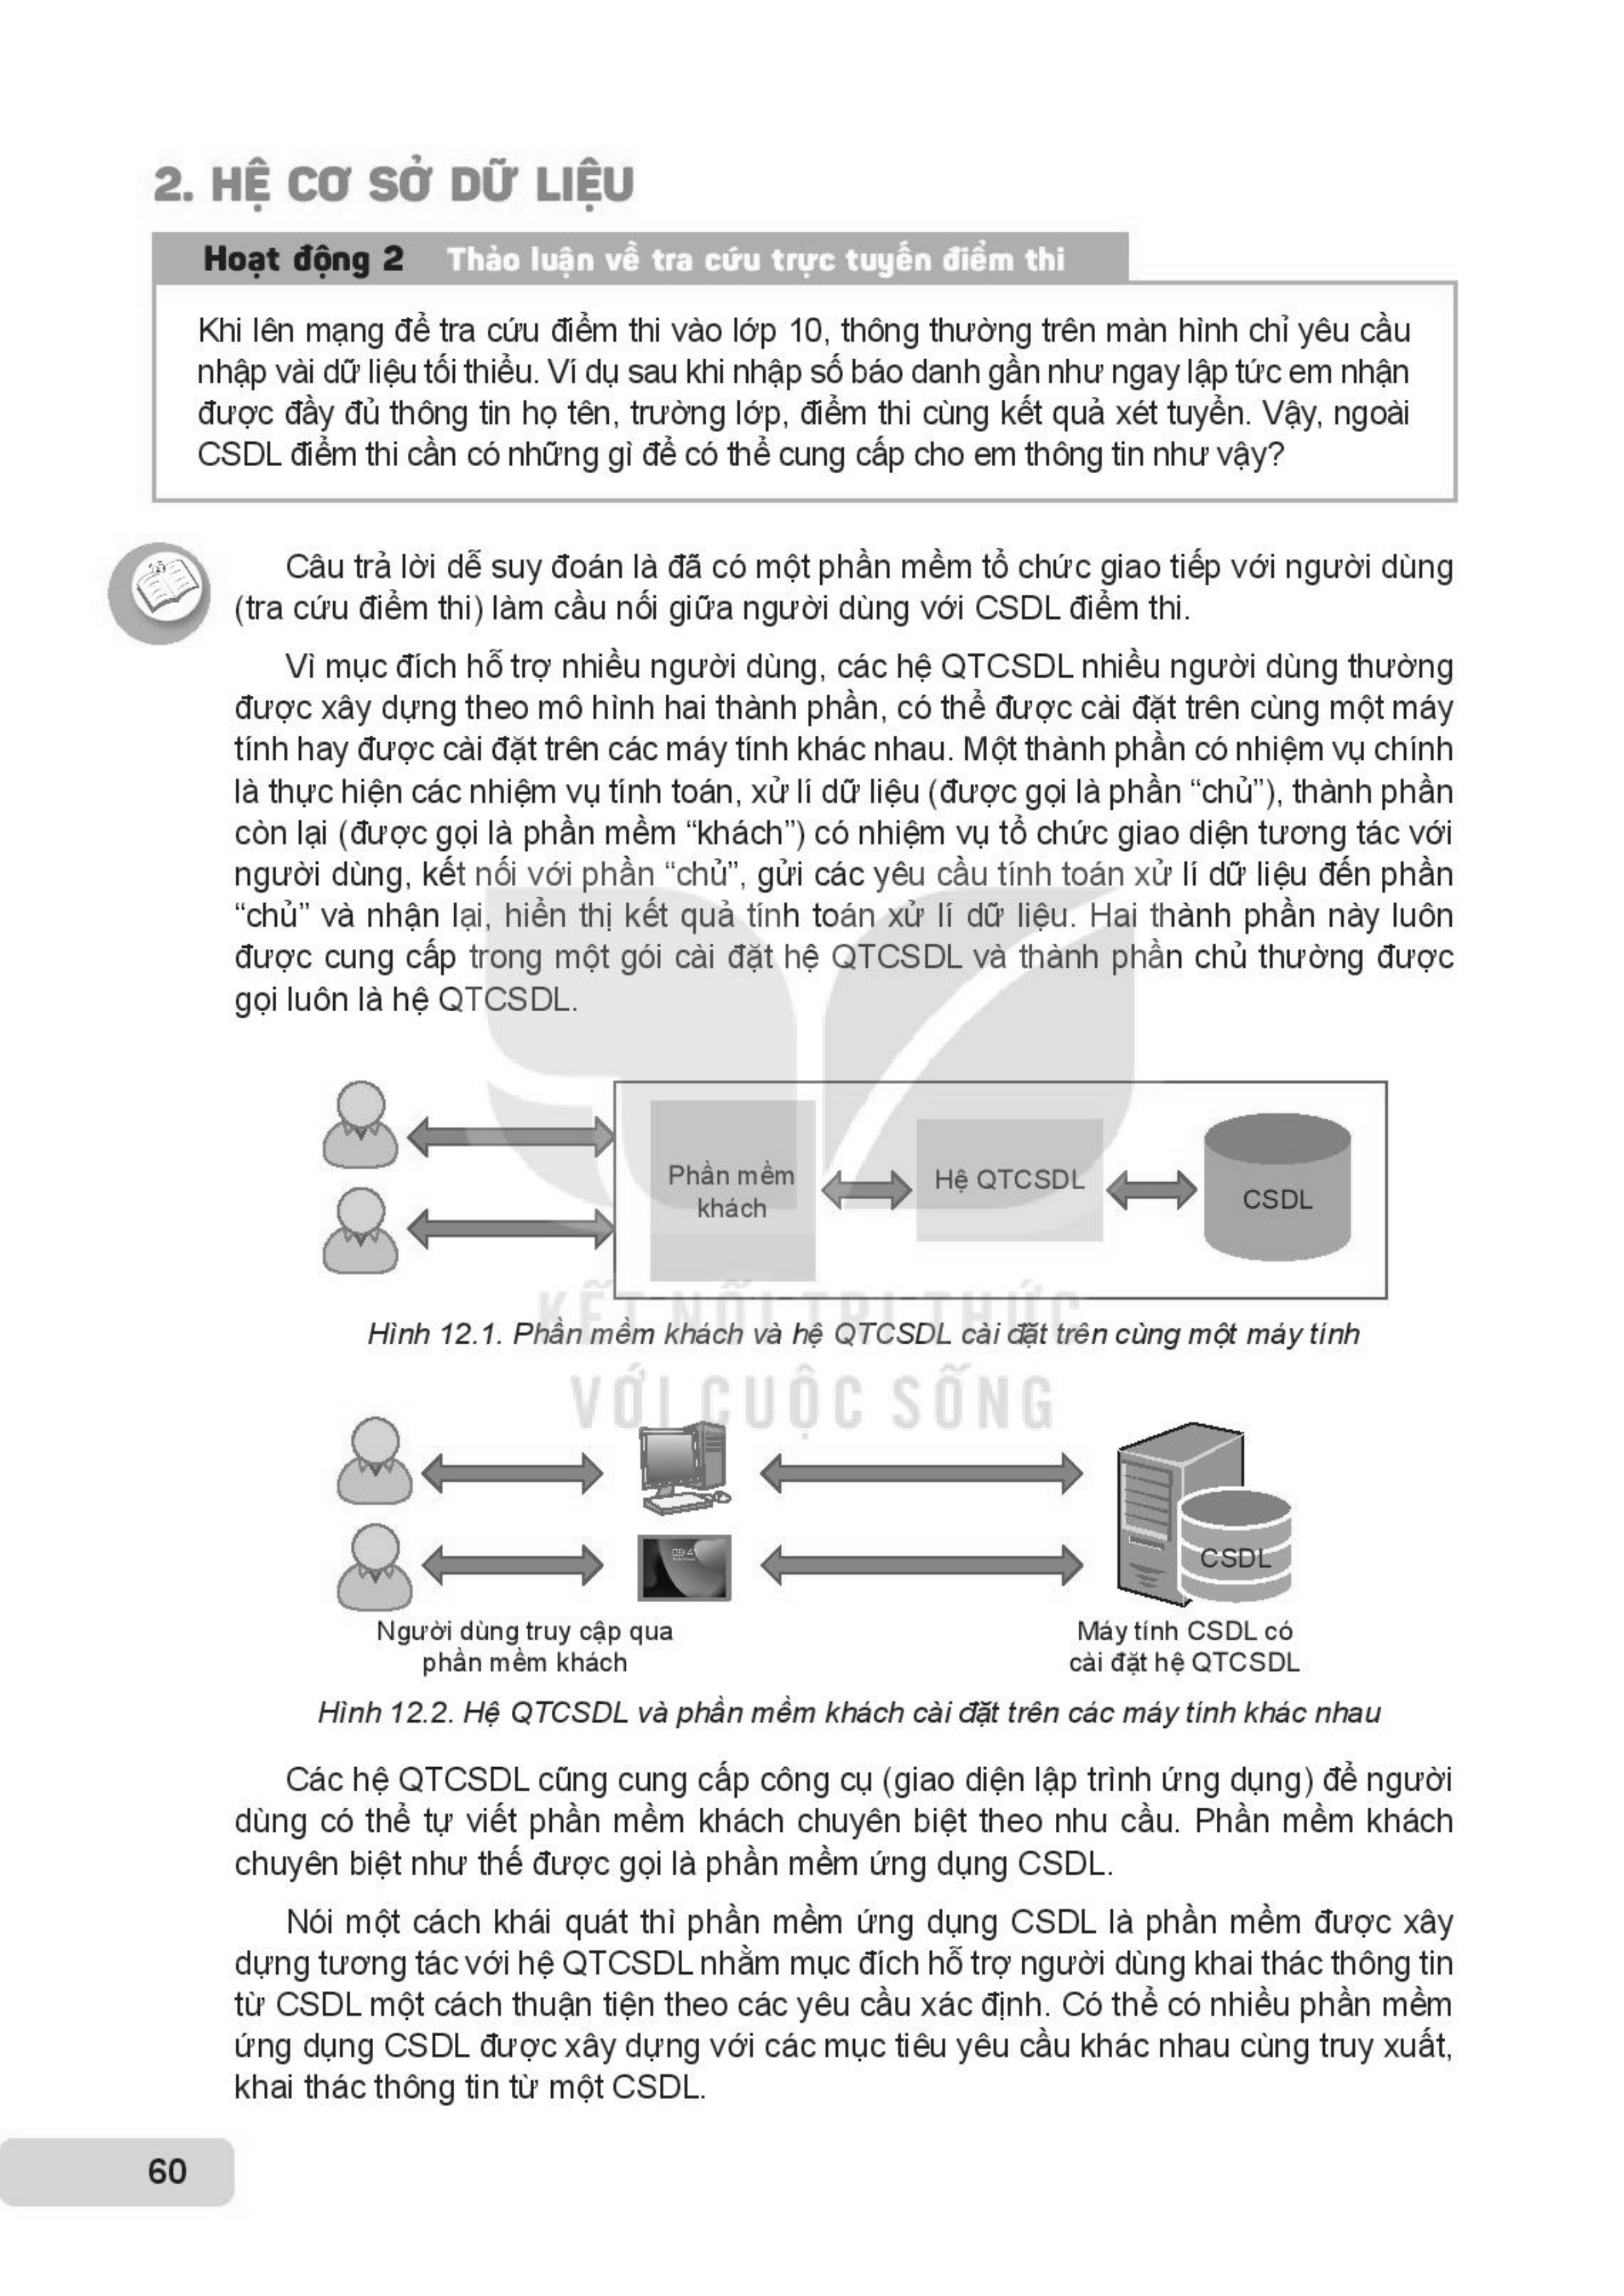 2. HỆ CƠ SỞ DỮ LIỆU
Hoạt động 2 Thảo luận về tra cứu trực tuyến điểm thi
Khi lên mạng để tra cứu điểm thi vào lớp 10, thông thường trên màn hình chỉ yêu cầu
nhập vài dữ liệu tối thiểu. Ví dụ sau khi nhập số báo danh gần như ngay lập tức em nhận
được đầy đủ thông tin họ tên, trường lớp, điểm thi cùng kết quả xét tuyển. Vậy, ngoài
CSDL điểm thi cần có những gì để có thể cung cấp cho em thông tin như vậy?
Câu trả lời dễ suy đoán là đã có một phần mềm tổ chức giao tiếp với người dùng
(tra cứu điểm thi) làm cầu nối giữa người dùng với CSDL điểm thi.
Vì mục đích hỗ trợ nhiều người dùng, các hệ QTCSDL nhiều người dùng thường
được xây dựng theo mô hình hai thành phần, có thể được cài đặt trên cùng một máy
tính hay được cài đặt trên các máy tính khác nhau. Một thành phần có nhiệm vụ chính
là thực hiện các nhiệm vụ tính toán, xử lí dữ liệu (được gọi là phần “chủ”), thành phần
còn lại (được gọi là phần mềm “khách”) có nhiệm vụ tổ chức giao diện tương tác với
người dùng, kết nối với phần “chủ”, gửi các yêu cầu tính toán xử lí dữ liệu đến phần
“chủ” và nhận lại, hiển thị kết quả tính toán xử lí dữ liệu. Hai thành phần này luôn
được cung cấp trong một gói cài đặt hệ QTCSDL và thành phần chủ thường được
gọi luôn là hệ QTCSDL.
Phần mềm
khách
Hệ QTCSDL
CSDL
KẾT NỐI TRI THỨC
Hình 12.1. Phần mềm khách và hệ QTCSDL cài đặt trên cùng một máy tính
VỚI CUỘC SỐNG
CSDL
Người dùng truy cập qua
phần mềm khách
Máy tính CSDL có
cài đặt hệ QTCSDL
Hình 12.2. Hệ QTCSDL và phần mềm khách cài đặt trên các máy tính khác nhau
Các hệ QTCSDL cũng cung cấp công cụ (giao diện lập trình ứng dụng) để người
dùng có thể tự viết phần mềm khách chuyên biệt theo nhu cầu. Phần mềm khách
chuyên biệt như thế được gọi là phần mềm ứng dụng CSDL.
Nói một cách khái quát thì phần mềm ứng dụng CSDL là phần mềm được xây
dựng tương tác với hệ QTCSDL nhằm mục đích hỗ trợ người dùng khai thác thông tin
từ CSDL một cách thuận tiện theo các yêu cầu xác định. Có thể có nhiều phần mềm
ứng dụng CSDL được xây dựng với các mục tiêu yêu cầu khác nhau cùng truy xuất,
khai thác thông tin từ một CSDL.
60